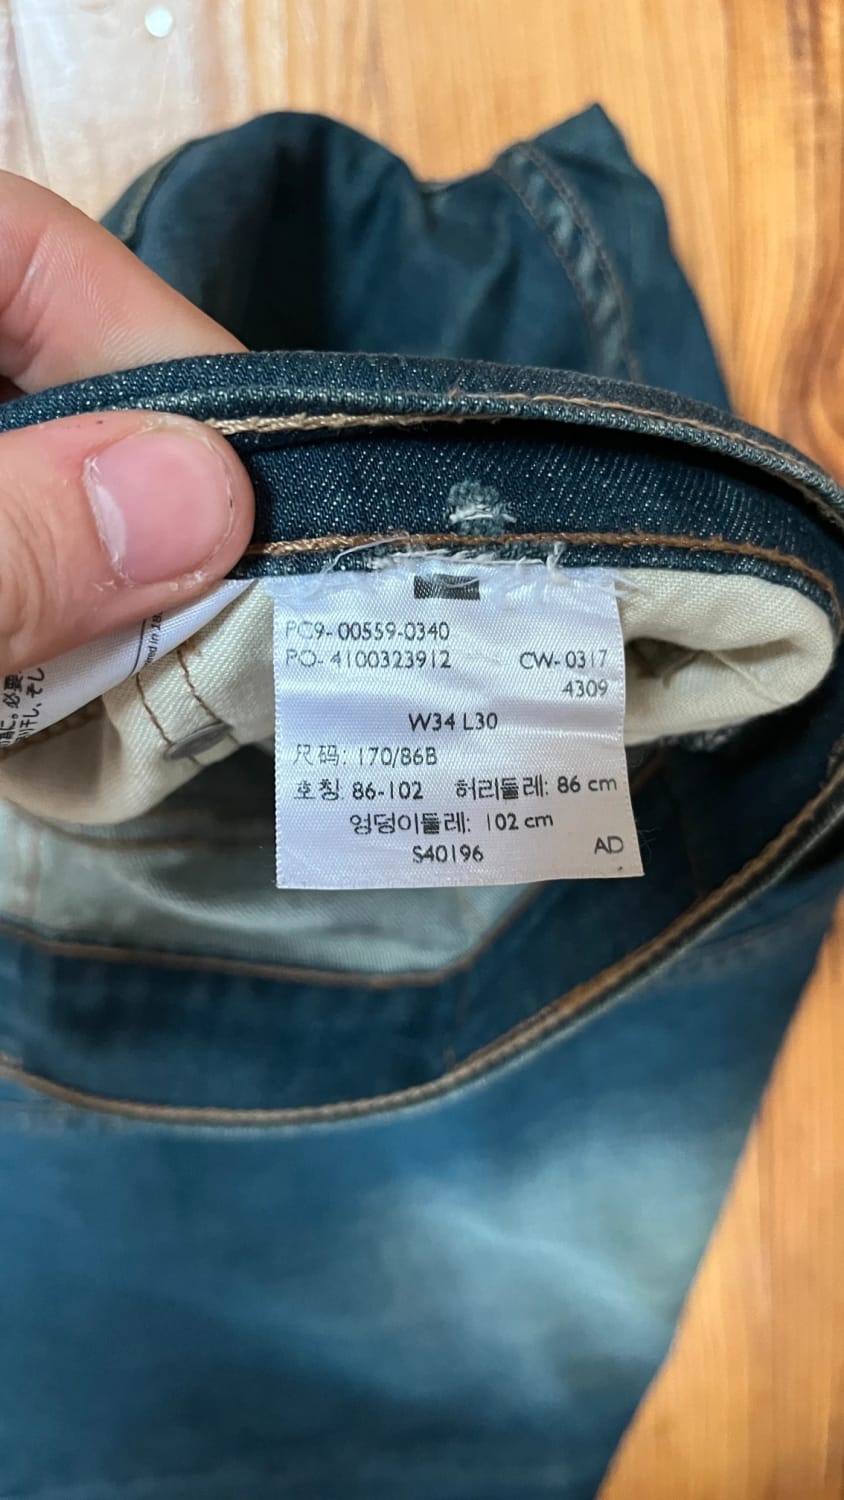 PC9- 00559-0340
PO- 4100323912 CW- 0317
4309
W34 L30
尺码: 170/86B
호칭: 86-102 허리둘레: 86 cm
엉덩이둘레: 102 cm
S40196 AD